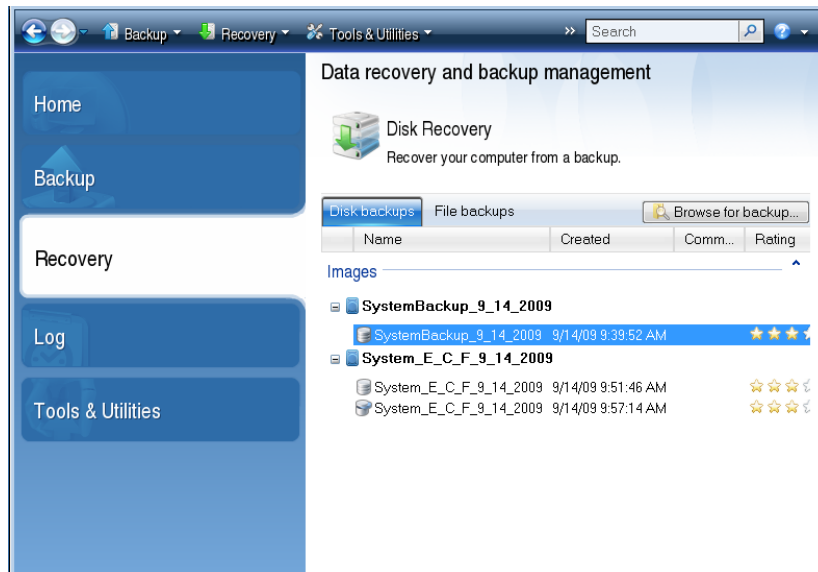 Backup Recovery Tools & Utilities » Search
Home
Backup
Recovery
Log
Tools & Utilities
Data recovery and backup management
Disk Recovery
Recover your computer from a backup.
Disk backups File backups Browse for backup...
Name Created Comm... Rating
Images
SystemBackup_9_14_2009
SystemBackup_9_14_2009 9/14/09 9:39:52 AM
System_E_C_F_9_14_2009
System_E_C_F_9_14_2009 9/14/09 9:51:46 AM
System_E_C_F_9_14_2009 9/14/09 9:57:14 AM